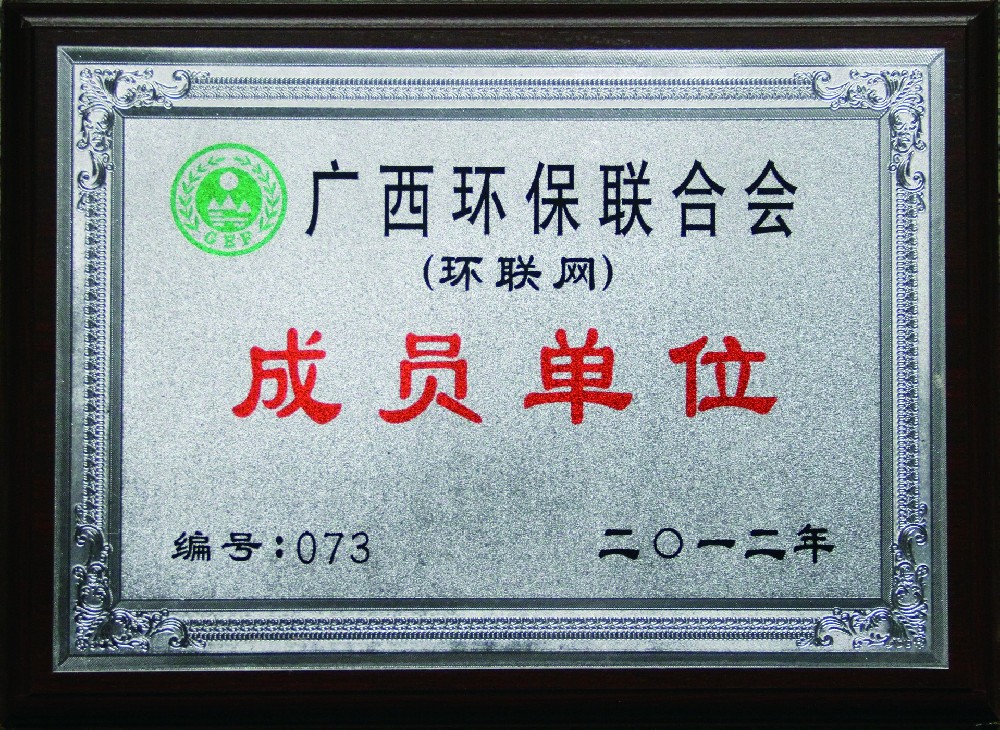 CEF
广西环保联合会
(环联网)
成员单位
编号:073
二〇一二年